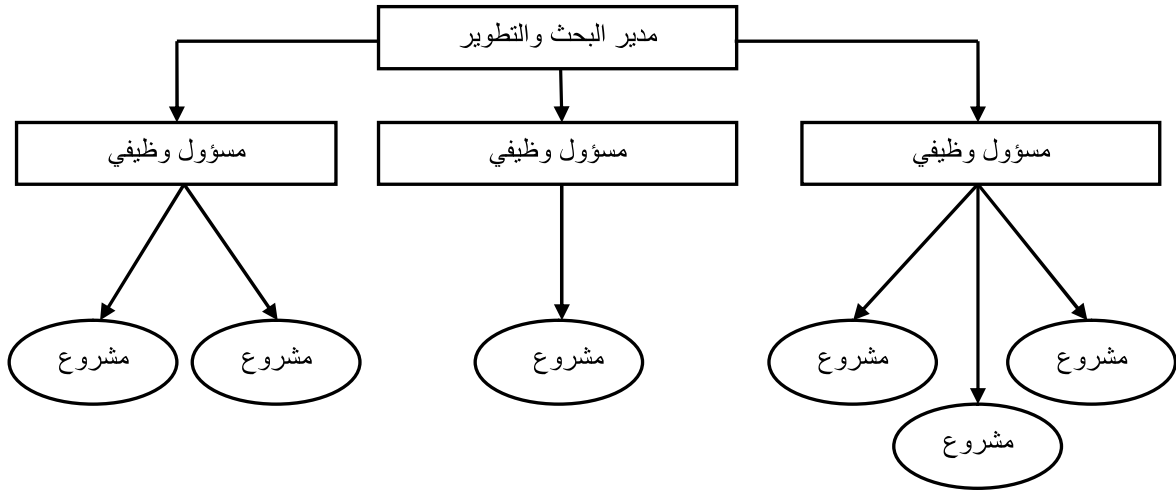 مدير البحث والتطوير
مسؤول وظيفي
مسؤول وظيفي
مسؤول وظيفي
مشروع
مشروع
مشروع
مشروع
مشروع
مشروع